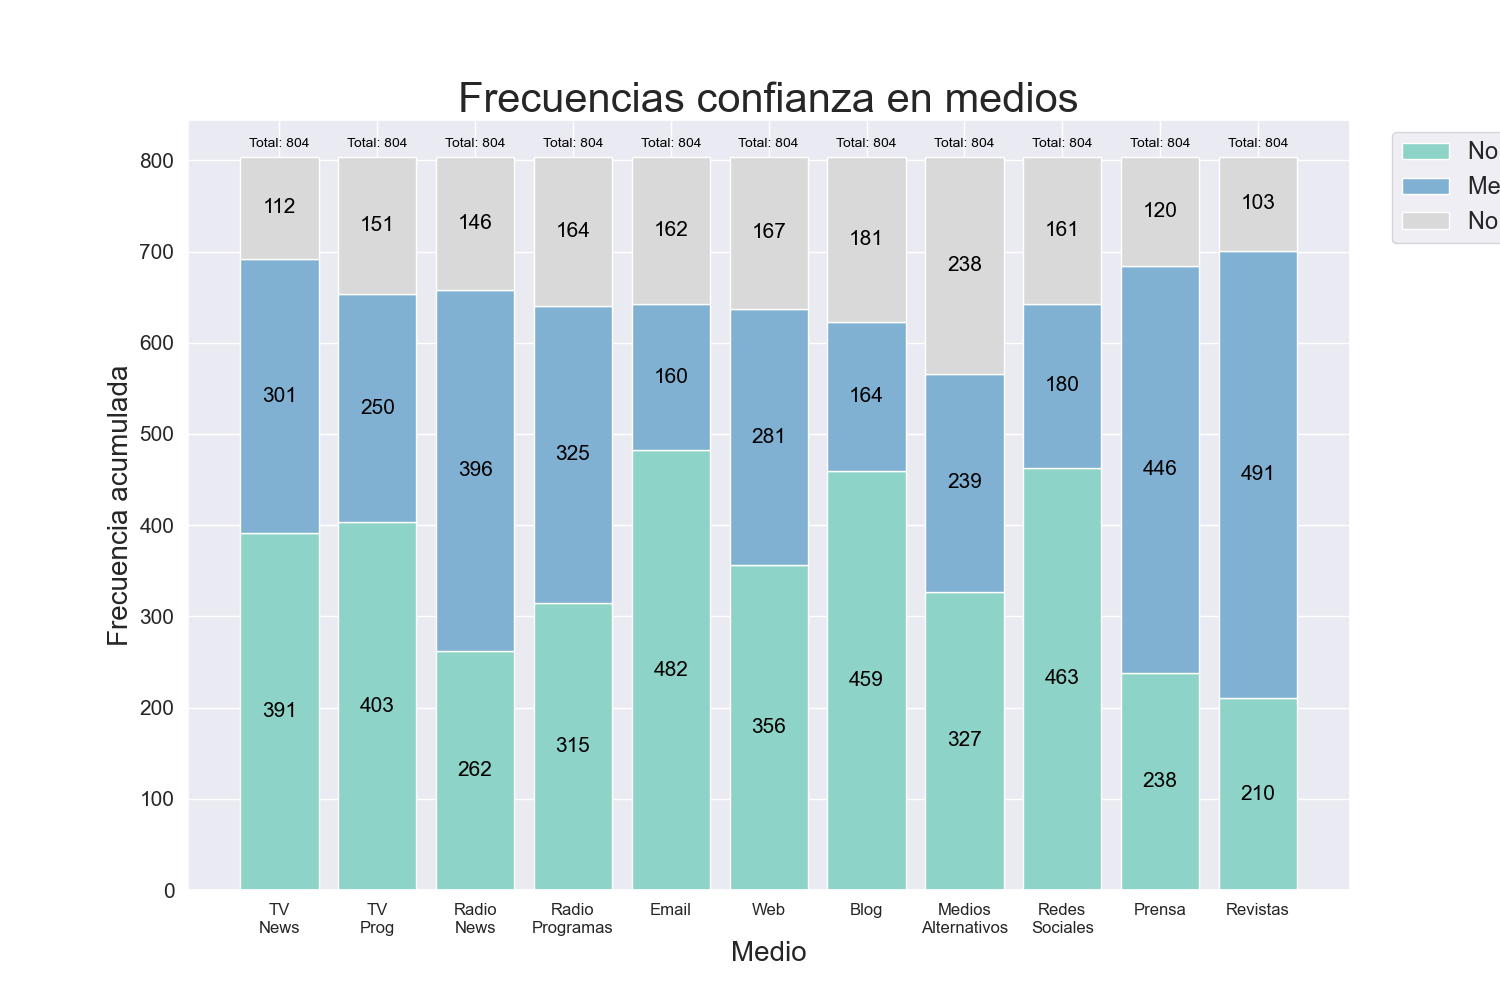 Frecuencias confianza en medios
Total: 804 Total: 804 Total: 804 Total: 804 Total: 804 Total: 804 Total: 804 Total: 804 Total: 804 Total: 804 Total: 804
No
Me
No
112 151 146 164 162 167 181 238 161 120 103
301 250 396 325 160 281 164 239 180 446 491
391 403 262 315 482 356 459 327 463 238 210
800
700
600
500
400
300
200
100
0
Frecuencia acumulada
TV News
TV Prog
Radio News
Radio Programas
Email
Web
Blog
Medios Alternativos
Redes Sociales
Prensa
Revistas
Medio